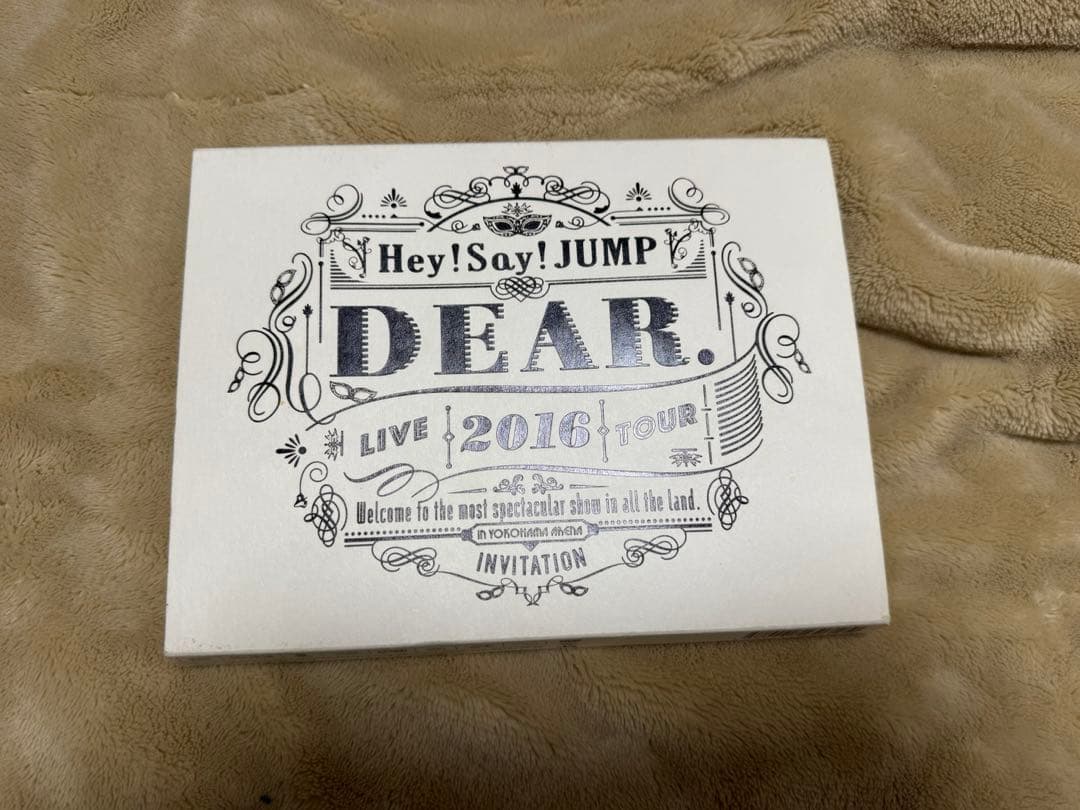 Hey! Say! JUMP
DEAR.
LIVE 2016 TOUR
Welcome to the most spectacular show in all the land.
in YOKOHAMA ARENA
INVITATION